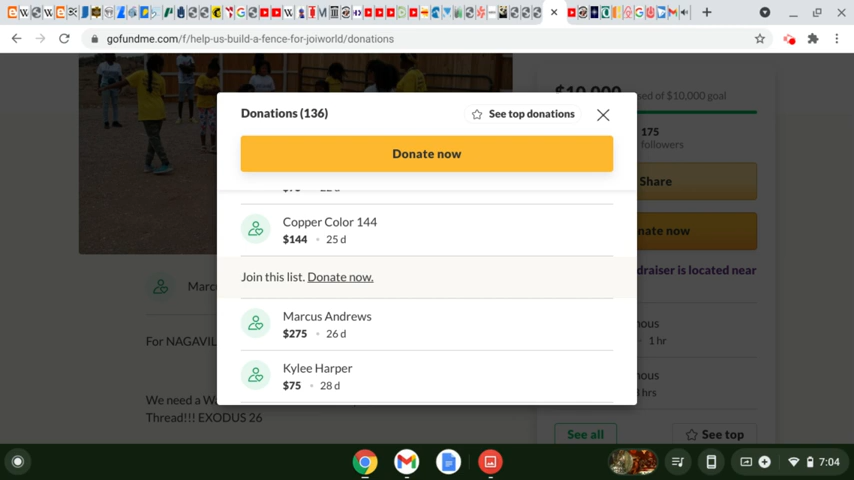 gofundme.com/f/help-us-build-a-fence-for-joiworld/donations
Donations (136)
See top donations
Donate now
Copper Color 144
$144 • 25 d
Join this list. Donate now.
Marcus Andrews
$275 • 26 d
Kylee Harper
$75 • 28 d
$10,000 sed of $10,000 goal
175
followers
Share
nate now
draiser is located near
nous
1 hr
nous
hrs
See all
See top
Marc
For NAGAVIL
We need a W
Thread!!! EXODUS 26
7:04